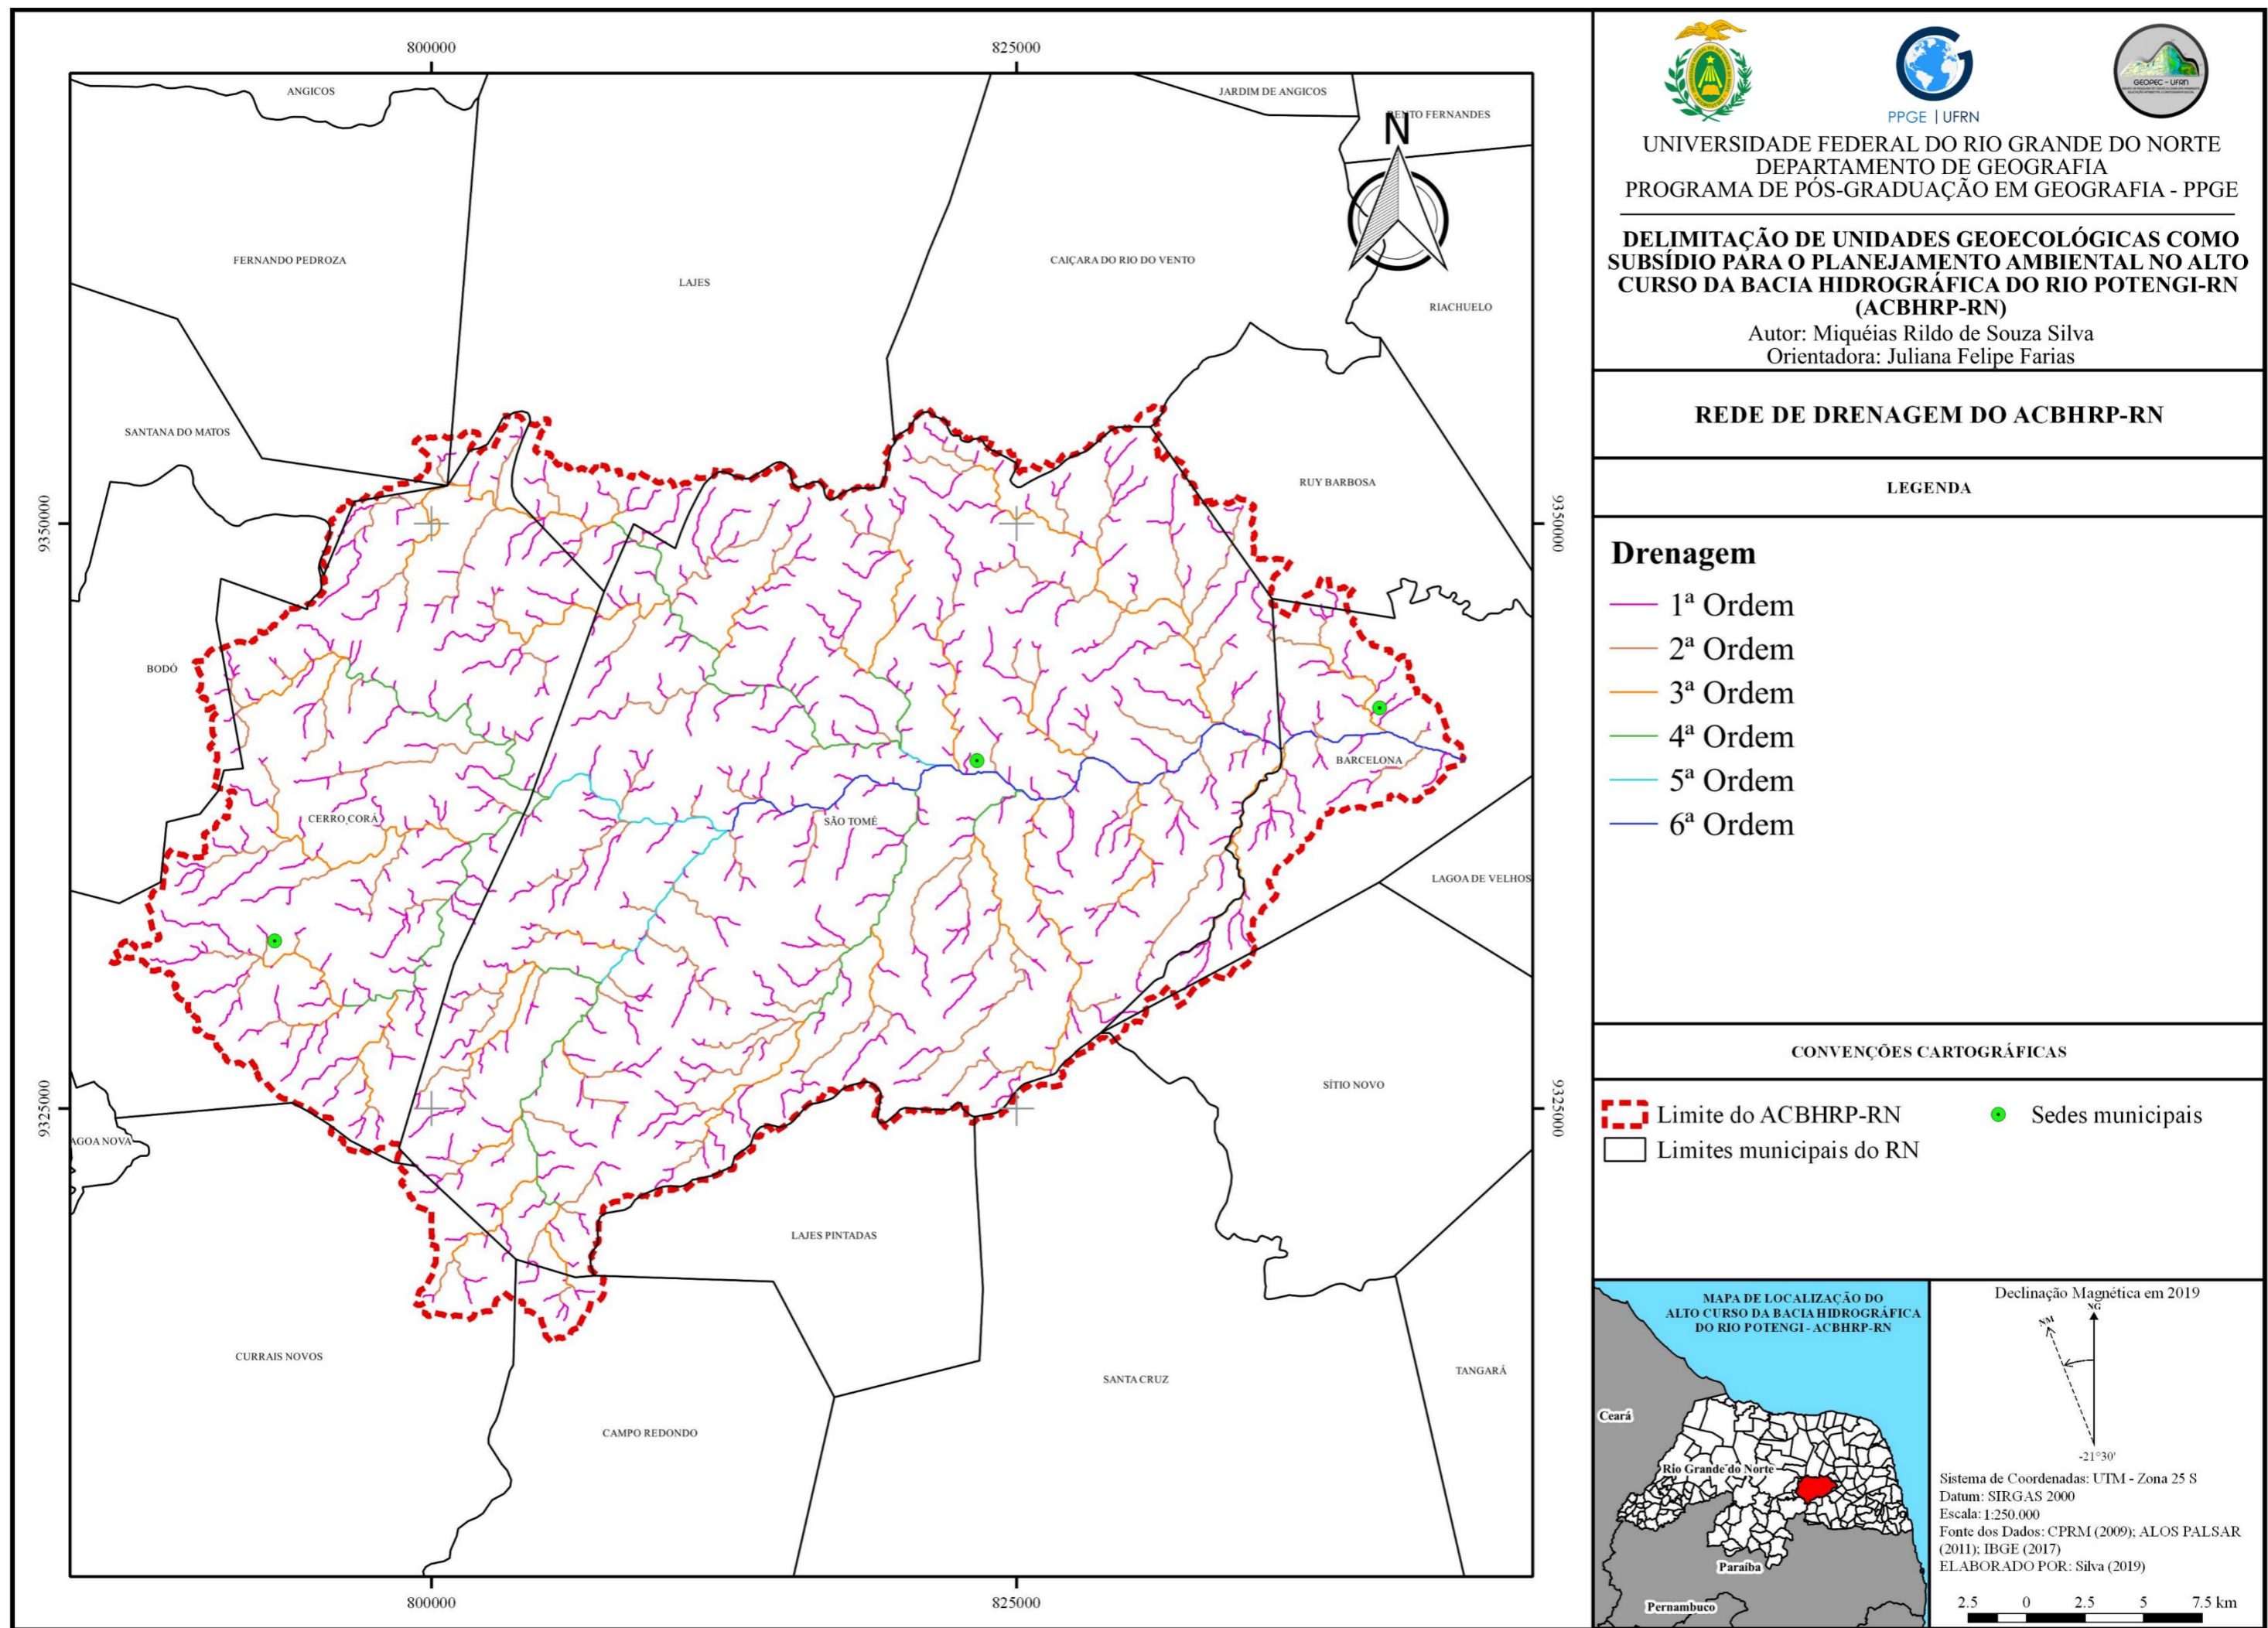 800000
825000
ANGICOS
JARDIM DE ANGICOS
BENTO FERNANDES
N
FERNANDO PEDROZA
LAJES
CAIÇARA DO RIO DO VENTO
RIACHUELO
SANTANA DO MATOS
RUY BARBOSA
9350000
9350000
BODÓ
BARCELONA
CERRO CORÁ
SÃO TOMÉ
LAGOA DE VELHOS
9325000
9325000
SÍTIO NOVO
AGOA NOVA
LAJES PINTADAS
CURRAIS NOVOS
SANTA CRUZ
TANGARÁ
CAMPO REDONDO
800000
825000
PPGE | UFRN
GEOPEC - UFRN
UNIVERSIDADE FEDERAL DO RIO GRANDE DO NORTE
DEPARTAMENTO DE GEOGRAFIA
PROGRAMA DE PÓS-GRADUAÇÃO EM GEOGRAFIA - PPGE
DELIMITAÇÃO DE UNIDADES GEOECOLÓGICAS COMO
SUBSÍDIO PARA O PLANEJAMENTO AMBIENTAL NO ALTO
CURSO DA BACIA HIDROGRÁFICA DO RIO POTENGI-RN
(ACBHRP-RN)
Autor: Miquéias Rildo de Souza Silva
Orientadora: Juliana Felipe Farias
REDE DE DRENAGEM DO ACBHRP-RN
LEGENDA
Drenagem
1ª Ordem
2ª Ordem
3ª Ordem
4ª Ordem
5ª Ordem
6ª Ordem
CONVENÇÕES CARTOGRÁFICAS
Limite do ACBHRP-RN
Sedes municipais
Limites municipais do RN
MAPA DE LOCALIZAÇÃO DO
ALTO CURSO DA BACIA HIDROGRÁFICA
DO RIO POTENGI - ACBHRP-RN
Ceará
Rio Grande do Norte
Paraíba
Pernambuco
Declinação Magnética em 2019
NG
NM
-21°30'
Sistema de Coordenadas: UTM - Zona 25 S
Datum: SIRGAS 2000
Escala: 1:250.000
Fonte dos Dados: CPRM (2009); ALOS PALSAR
(2011); IBGE (2017)
ELABORADO POR: Silva (2019)
2.5 0 2.5 5 7.5 km